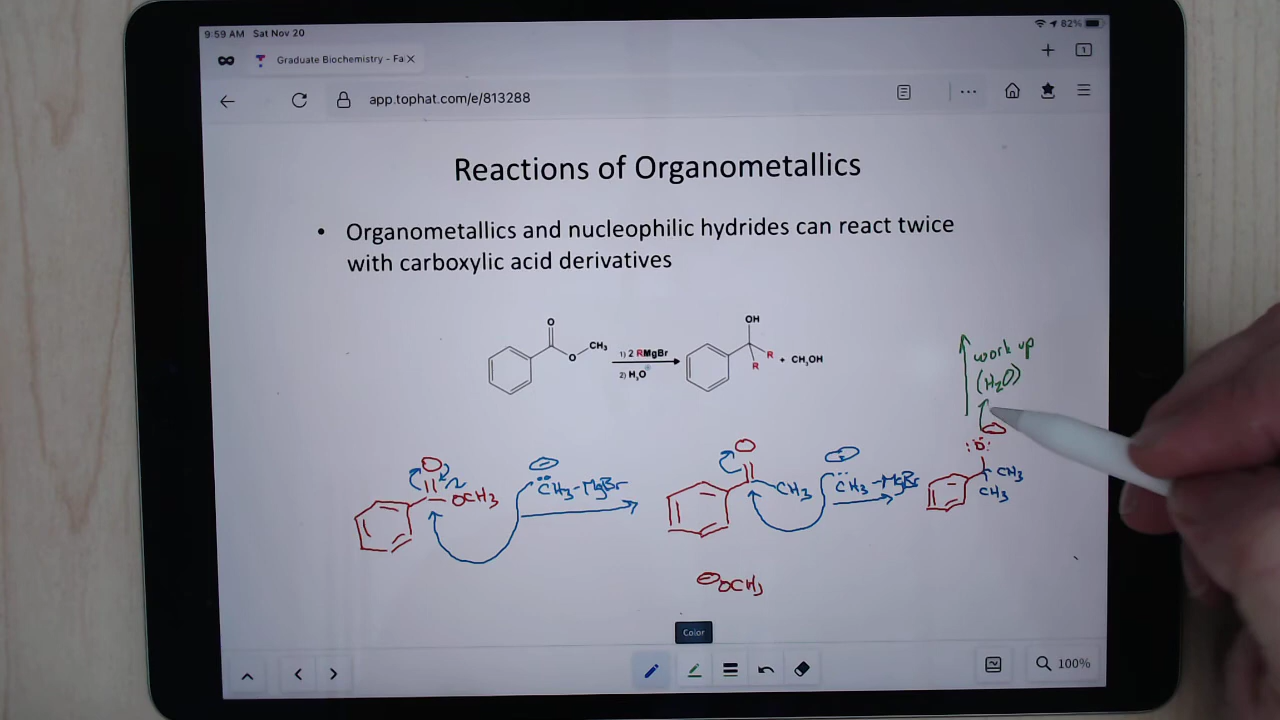 9:59 AM Sat Nov 20
82%
Graduate Biochemistry - Fa
1
app.tophat.com/e/813288
Reactions of Organometallics
• Organometallics and nucleophilic hydrides can react twice
with carboxylic acid derivatives
O
O
CH₃
1) 2 RMgBr
2) H₂O
OH
R
R
+ CH₃OH
work up
(H₂O)
O
OCH₃
⊖
CH₃-MgBr
O
CH₃
CH₃-MgBr
O
CH₃
CH₃
⊖OCH₃
Color
100%